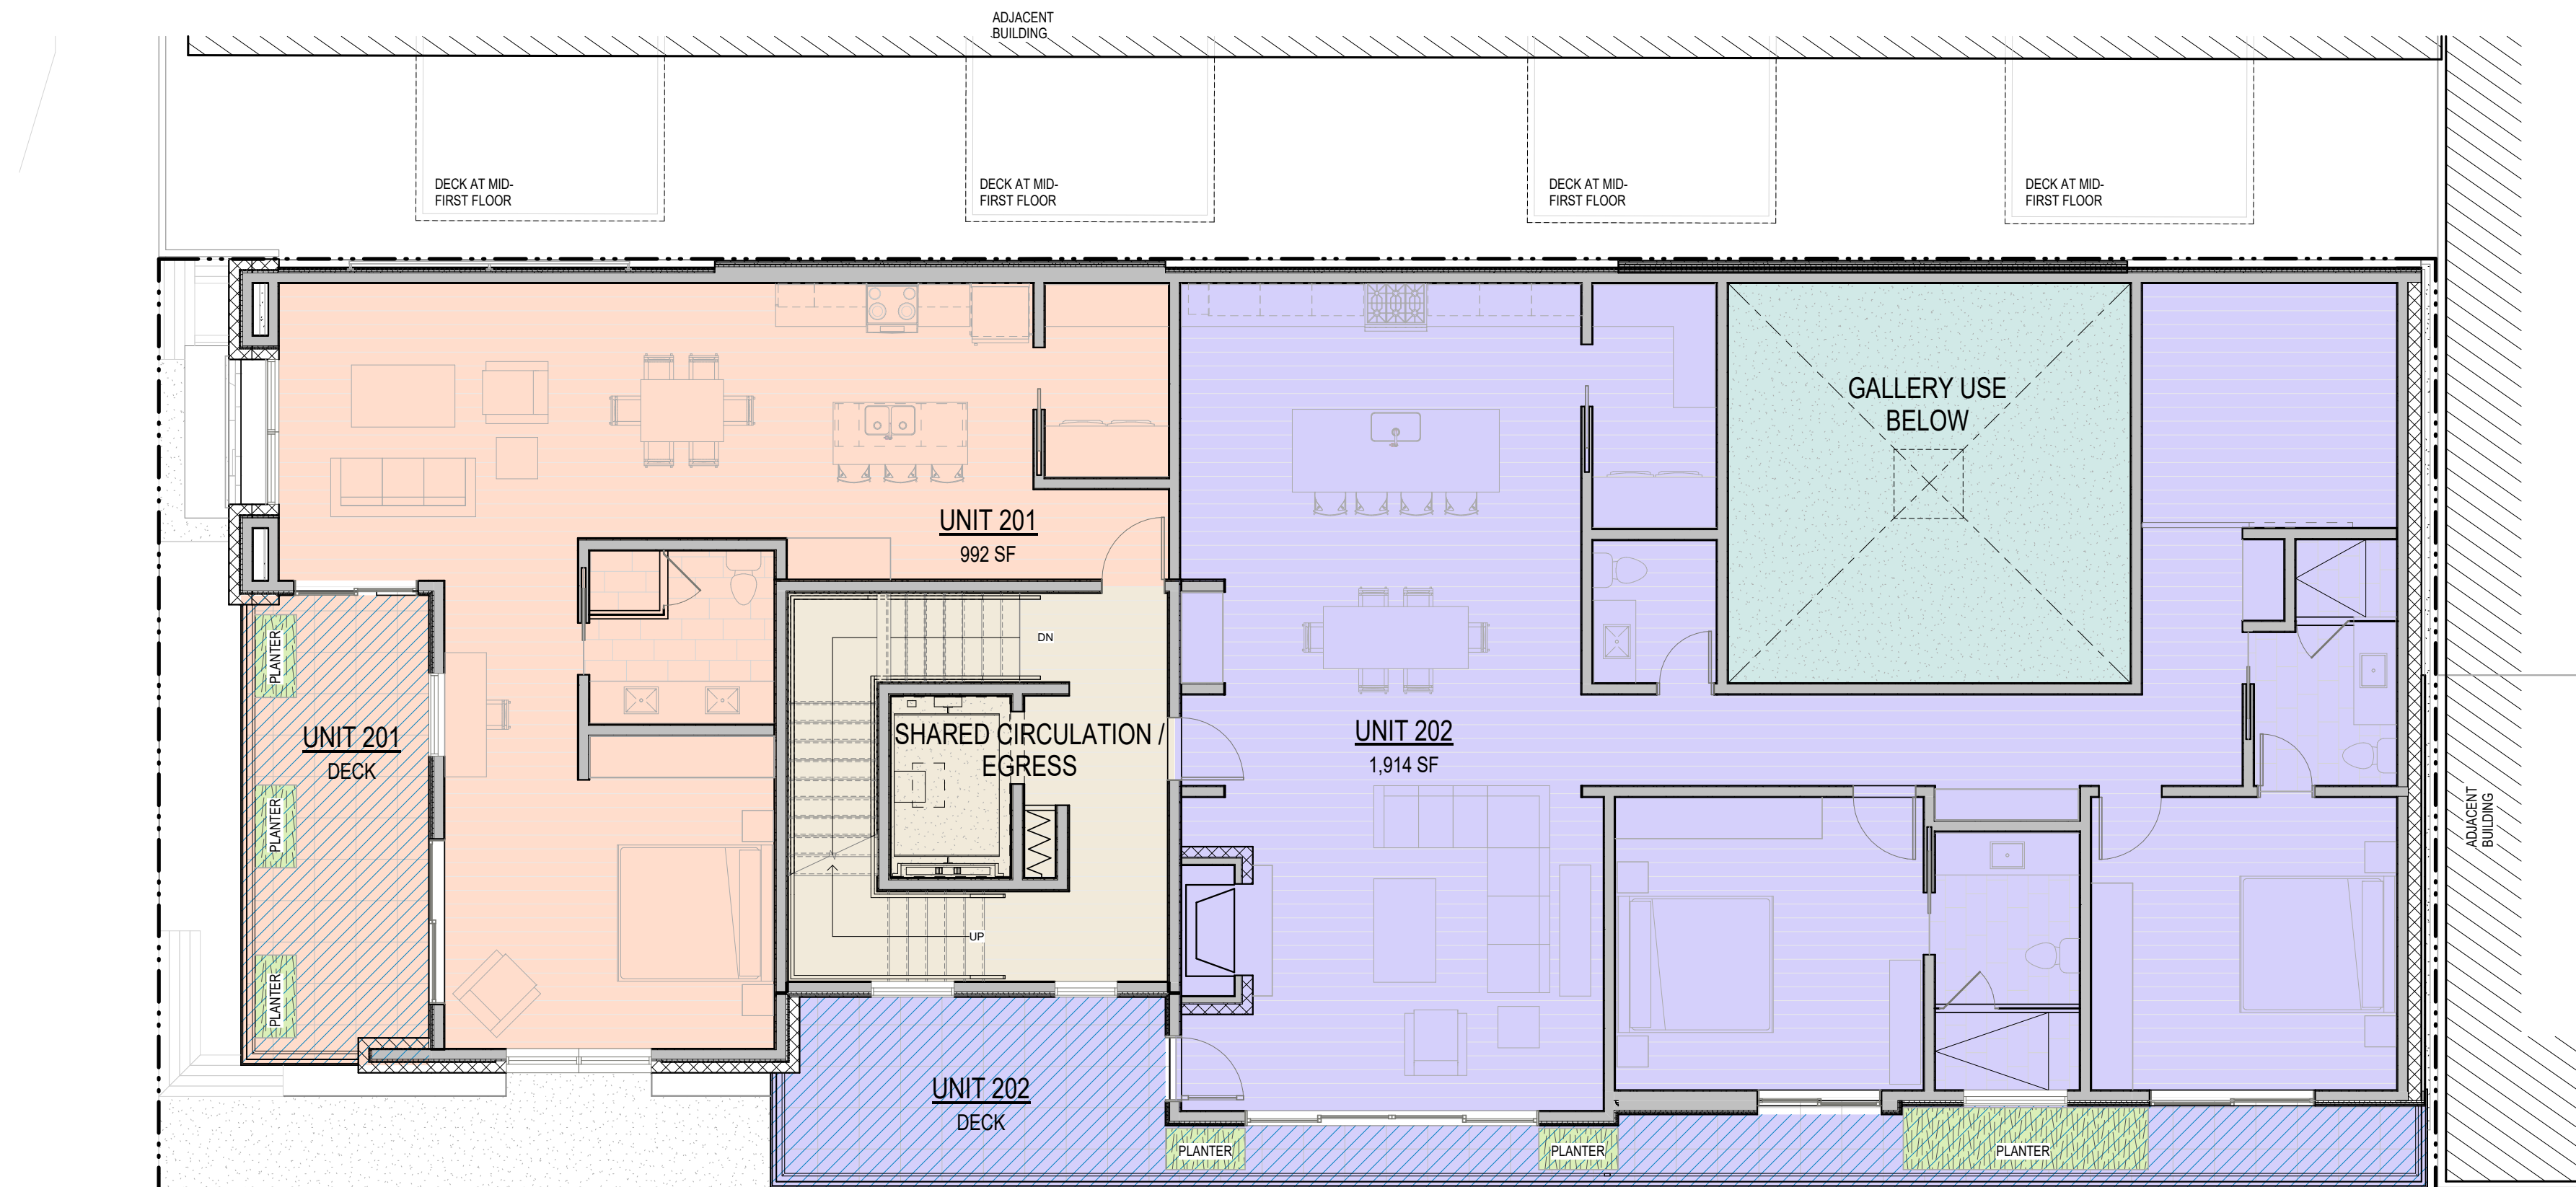 ADJACENT
BUILDING
DECK AT MID-
FIRST FLOOR
DECK AT MID-
FIRST FLOOR
DECK AT MID-
FIRST FLOOR
DECK AT MID-
FIRST FLOOR
GALLERY USE
BELOW
UNIT 201
992 SF
DN
PLANTER
UNIT 201
DECK
PLANTER
PLANTER
SHARED CIRCULATION /
EGRESS
UP
UNIT 202
1,914 SF
ADJACENT
BUILDING
UNIT 202
DECK
PLANTER
PLANTER
PLANTER